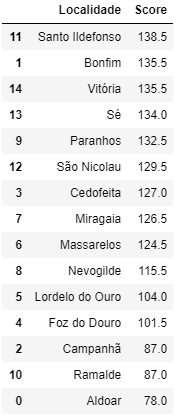 Localidade Score
11 Santo Ildefonso 138.5
1 Bonfim 135.5
14 Vitória 135.5
13 Sé 134.0
9 Paranhos 132.5
12 São Nicolau 129.5
3 Cedofeita 127.0
7 Miragaia 126.5
6 Massarelos 124.5
8 Nevogilde 115.5
5 Lordelo do Ouro 104.0
4 Foz do Douro 101.5
2 Campanhã 87.0
10 Ramalde 87.0
0 Aldoar 78.0